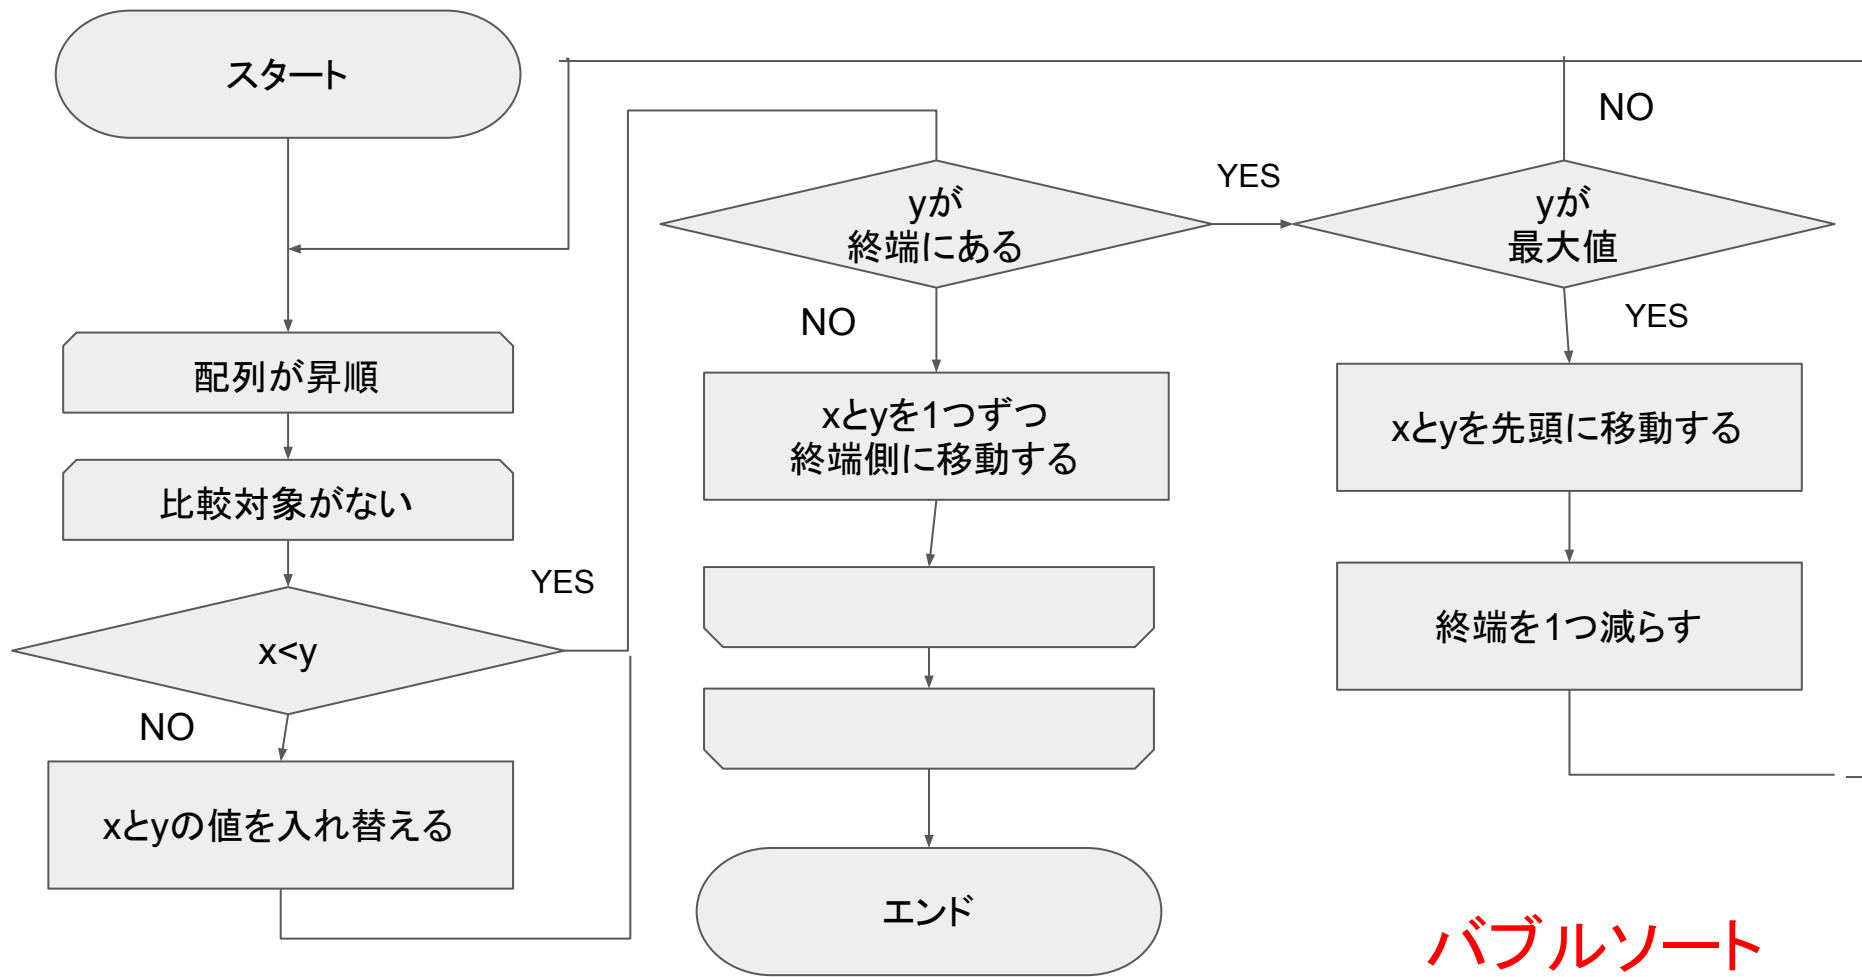 スタート
配列が昇順
比較対象がない
x<y
YES
NO
xとyの値を入れ替える
yが
終端にある
YES
NO
xとyを1つずつ
終端側に移動する
エンド
yが
最大値
NO
YES
xとyを先頭に移動する
終端を1つ減らす
バブルソート